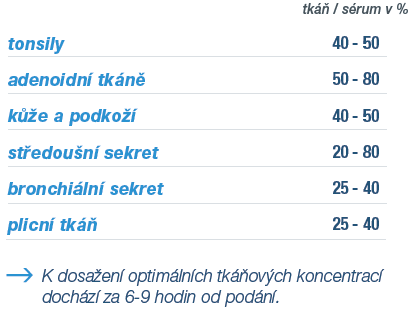 tkáň / sérum v %
tonsily 40 - 50
adenoidní tkáně 50 - 80
kůže a podkoží 40 - 50
středoušní sekret 20 - 80
bronchiální sekret 25 - 40
plicní tkáň 25 - 40
→ K dosažení optimálních tkáňových koncentrací
dochází za 6-9 hodin od podání.